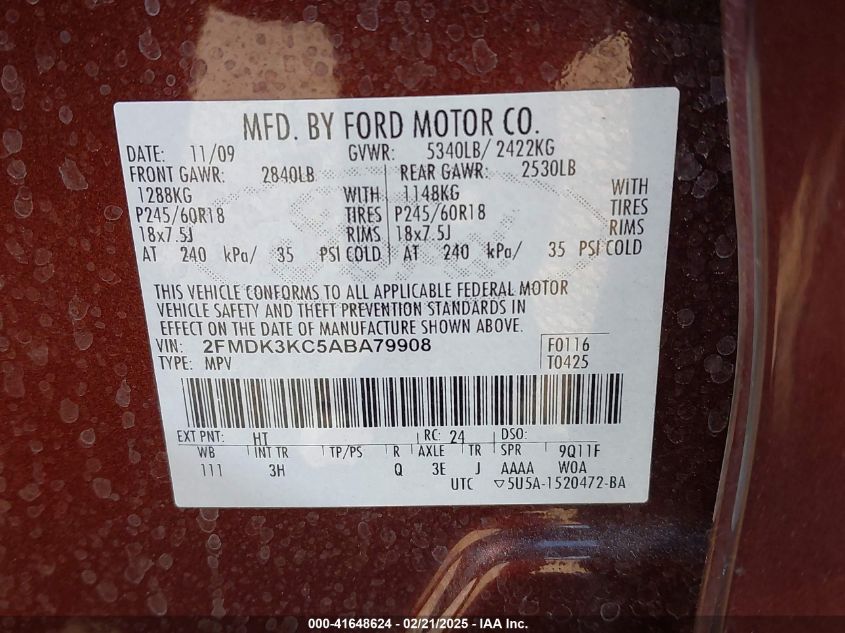 MFD. BY FORD MOTOR CO.
DATE: 11/09 GVWR: 5340LB/ 2422KG
FRONT GAWR: 2840LB REAR GAWR: 2530LB
1288KG WITH 1148KG WITH
P245/60R18 TIRES P245/60R18 TIRES
18x7.5J RIMS 18x7.5J RIMS
AT 240 kPa/ 35 PSI COLD AT 240 kPa/ 35 PSI COLD
THIS VEHICLE CONFORMS TO ALL APPLICABLE FEDERAL MOTOR
VEHICLE SAFETY AND THEFT PREVENTION STANDARDS IN
EFFECT ON THE DATE OF MANUFACTURE SHOWN ABOVE.
VIN: 2FMDK3KC5ABA79908 F0116
TYPE: MPV T0425
EXT PNT: HT RC: 24 DSO:
WB INT TR TP/PS R AXLE TR SPR 9Q11F
111 3H Q 3E J AAAA WOA
UTC ▽5U5A-1520472-BA
000-41648624 - 02/21/2025 - IAA Inc.